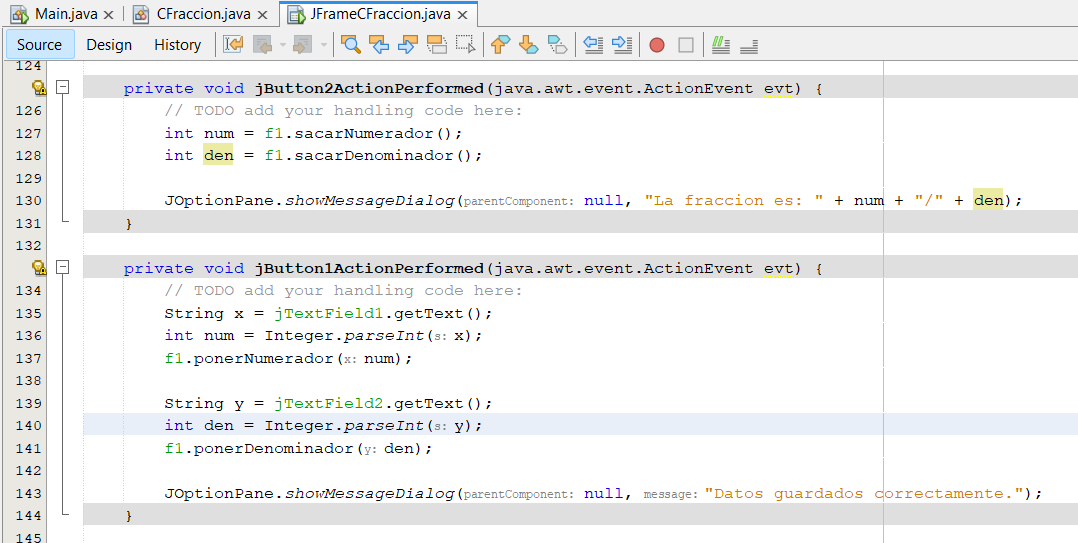 Main.java × CFraccion.java × JFrameCFraccion.java ×
Source Design History
124
private void jButton2ActionPerformed(java.awt.event.ActionEvent evt) {
126 // TODO add your handling code here:
127 int num = f1.sacarNumerador();
128 int den = f1.sacarDenominador();
129
130 JOptionPane.showMessageDialog(parentComponent: null, "La fraccion es: " + num + "/" + den);
131 }
132
private void jButton1ActionPerformed(java.awt.event.ActionEvent evt) {
134 // TODO add your handling code here:
135 String x = jTextField1.getText();
136 int num = Integer.parseInt(s: x);
137 f1.ponerNumerador(x: num);
138
139 String y = jTextField2.getText();
140 int den = Integer.parseInt(s: y);
141 f1.ponerDenominador(y: den);
142
143 JOptionPane.showMessageDialog(parentComponent: null, message: "Datos guardados correctamente.");
144 }
145